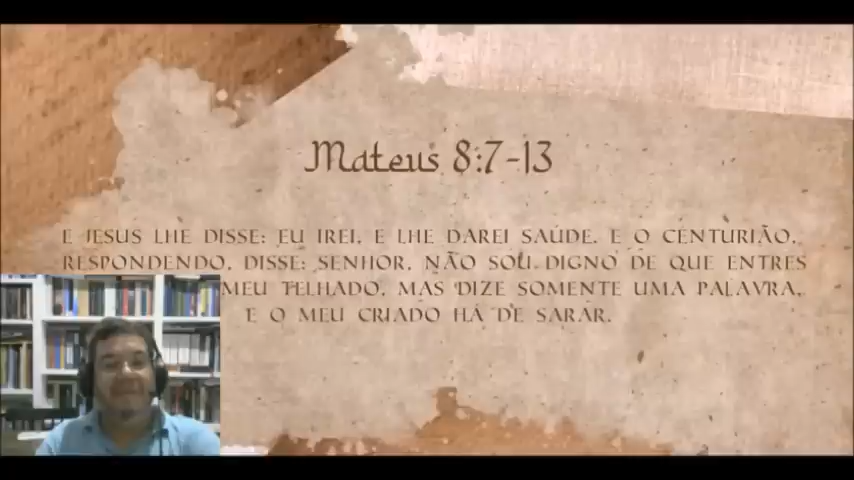 Mateus 8:7-13
E JESUS LHE DISSE: EU IREI, E LHE DAREI SAÚDE. E O CENTURIÃO,
RESPONDENDO, DISSE: SENHOR, NÃO SOU DIGNO DE QUE ENTRES
MEU TELHADO, MAS DIZE SOMENTE UMA PALAVRA,
E O MEU CRIADO HÁ DE SARAR.